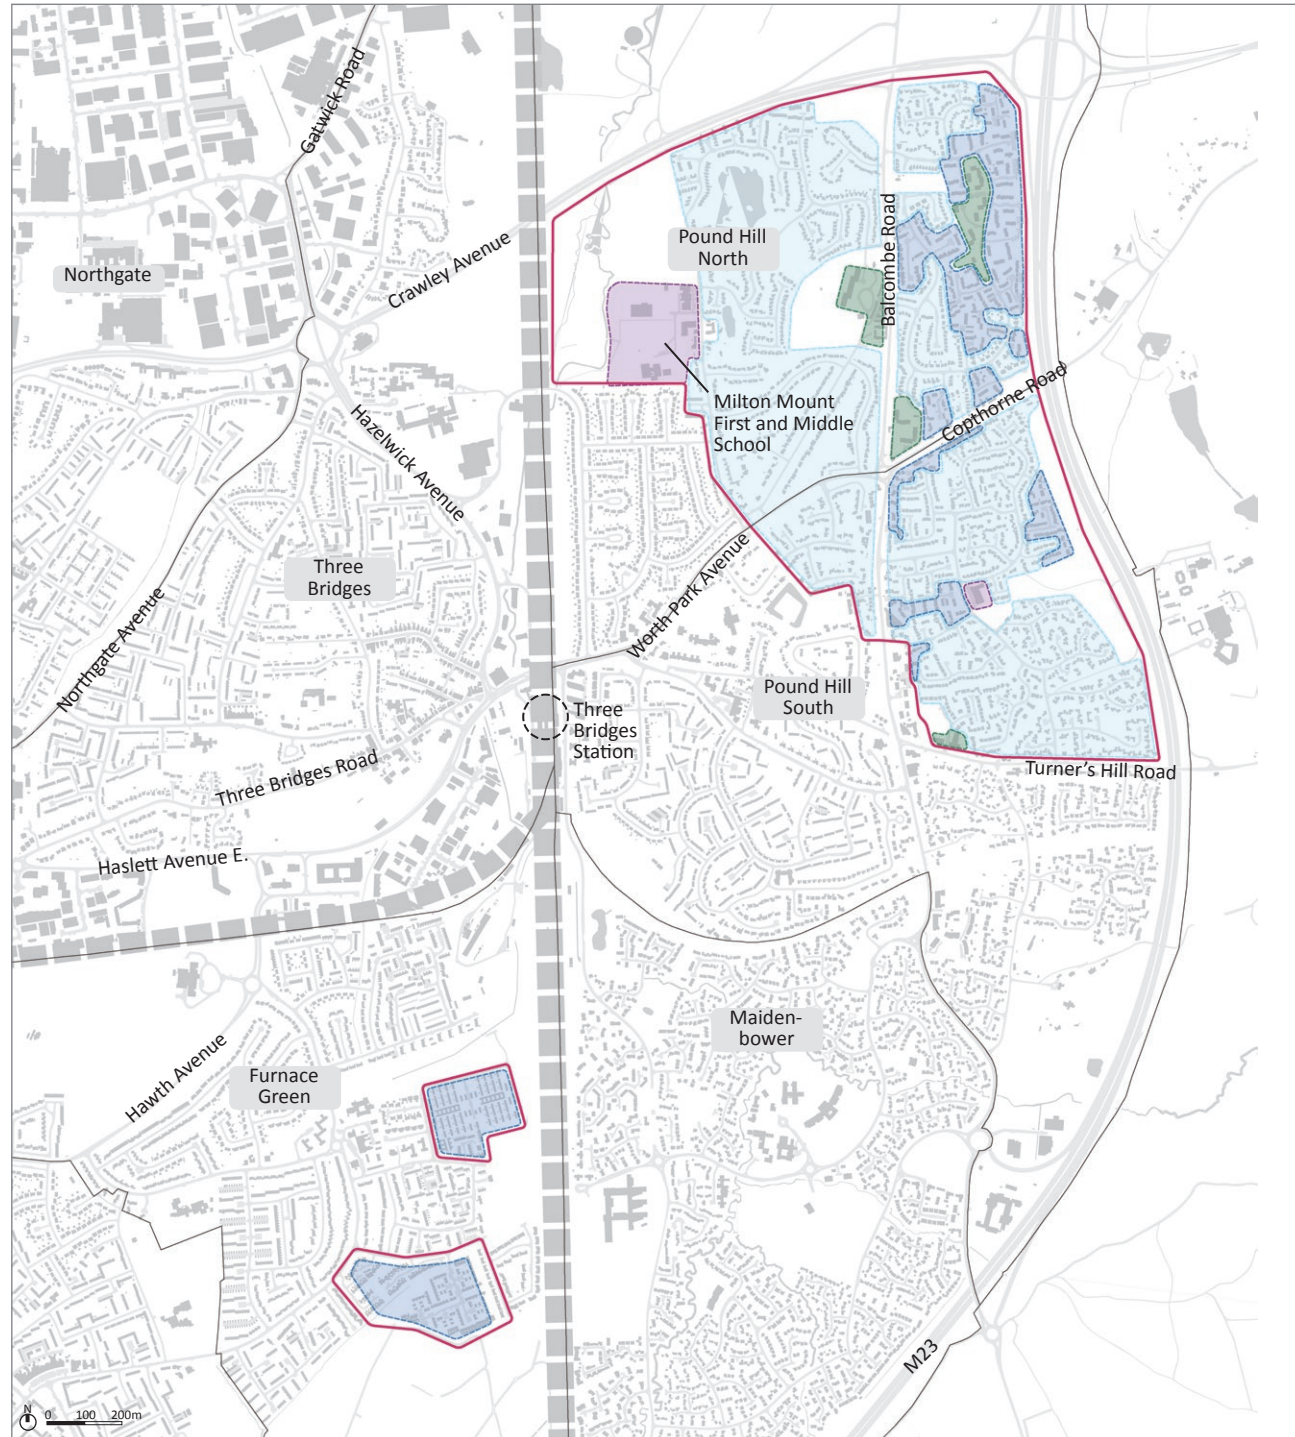 Gatwick Road
Northgate
Crawley Avenue
Pound Hill
North
Balcombe Road
Milton Mount
First and Middle
School
Copthorne Road
Hazelwick Avenue
Three
Bridges
Worth Park Avenue
Northgate Avenue
Pound Hill
South
Three
Bridges
Station
Three Bridges Road
Turner’s Hill Road
Haslett Avenue E.
Maiden-
bower
Hawth Avenue
Furnace
Green
M23
N
0 100 200m